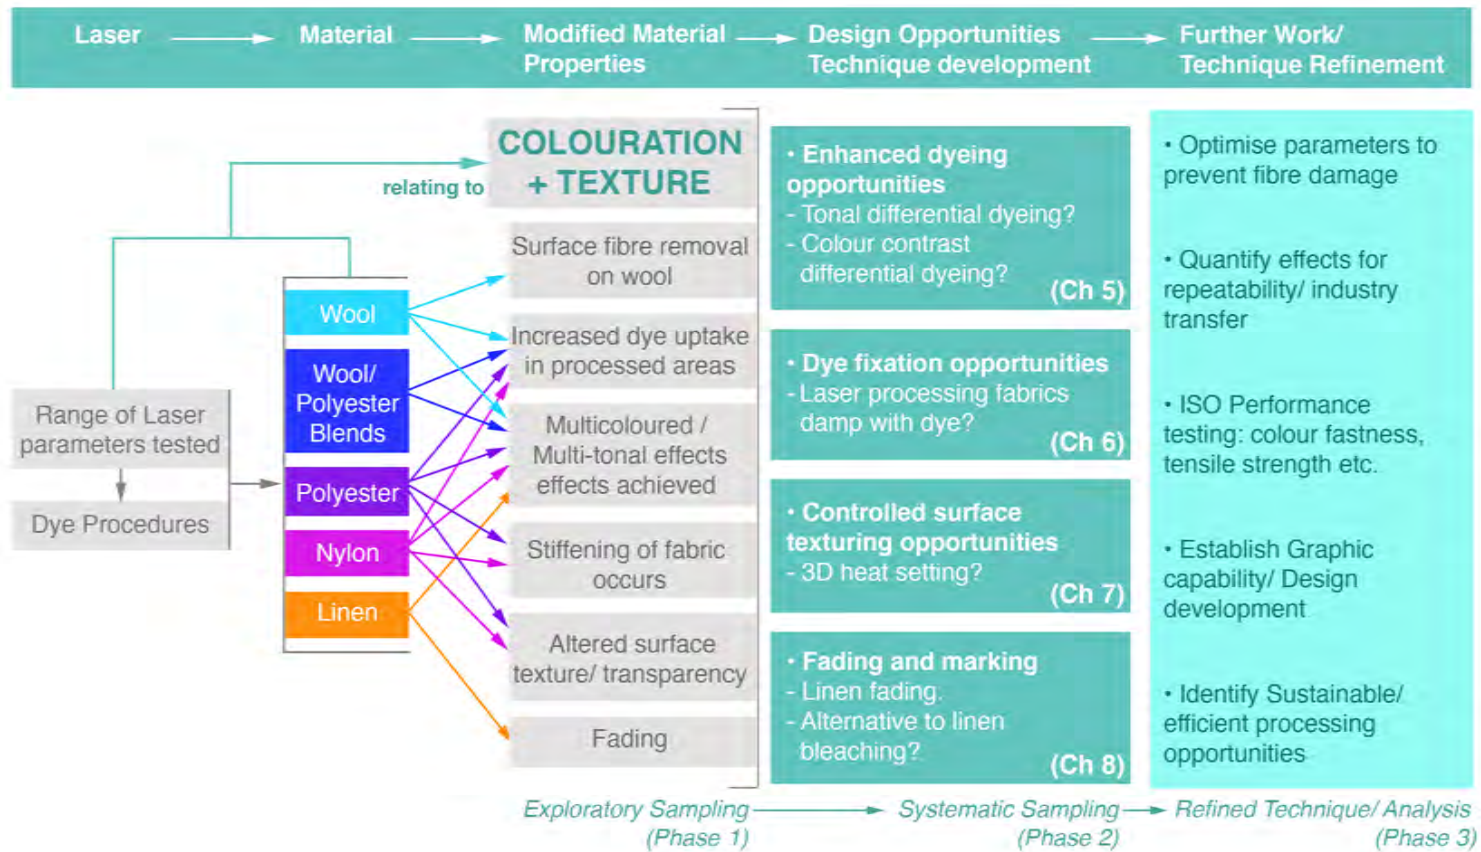 Laser
Material
Modified Material
Properties
Design Opportunities
Technique development
Further Work/
Technique Refinement
relating to
Range of Laser
parameters tested
Dye Procedures
Wool
Wool/
Polyester
Blends
Polyester
Nylon
Linen
COLOURATION
+ TEXTURE
Surface fibre removal
on wool
Increased dye uptake
in processed areas
Multicoloured /
Multi-tonal effects
effects achieved
Stiffening of fabric
occurs
Altered surface
texture/ transparency
Fading
• Enhanced dyeing
opportunities
- Tonal differential dyeing?
- Colour contrast
differential dyeing?
(Ch 5)
• Dye fixation opportunities
- Laser processing fabrics
damp with dye?
(Ch 6)
• Controlled surface
texturing opportunities
- 3D heat setting?
(Ch 7)
• Fading and marking
- Linen fading.
- Alternative to linen
bleaching?
(Ch 8)
• Optimise parameters to
prevent fibre damage
• Quantify effects for
repeatability/ industry
transfer
• ISO Performance
testing: colour fastness,
tensile strength etc.
• Establish Graphic
capability/ Design
development
• Identify Sustainable/
efficient processing
opportunities
Exploratory Sampling
(Phase 1)
Systematic Sampling
(Phase 2)
Refined Technique/ Analysis
(Phase 3)